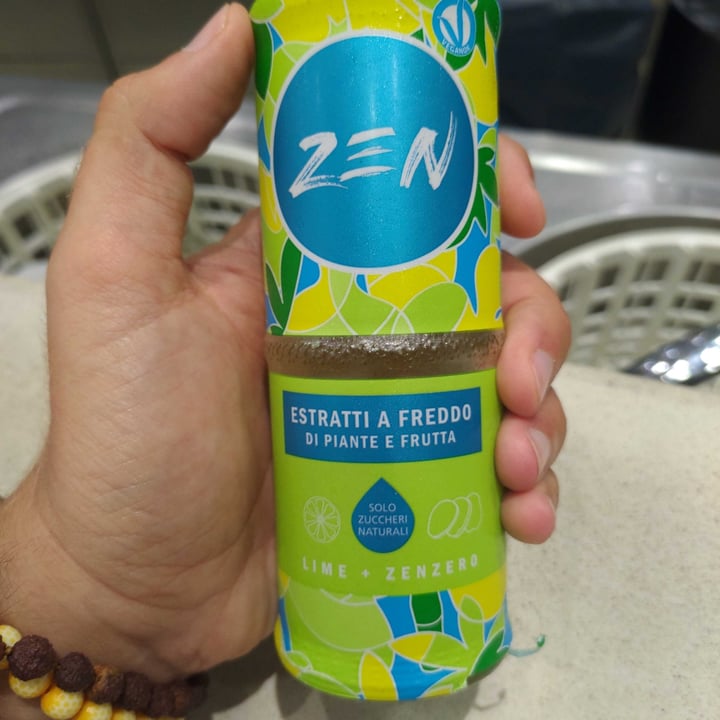 VEGANOK
ZEN
ESTRATTI A FREDDO
DI PIANTE E FRUTTA
SOLO
ZUCCHERI
NATURALI
LIME + ZENZERO